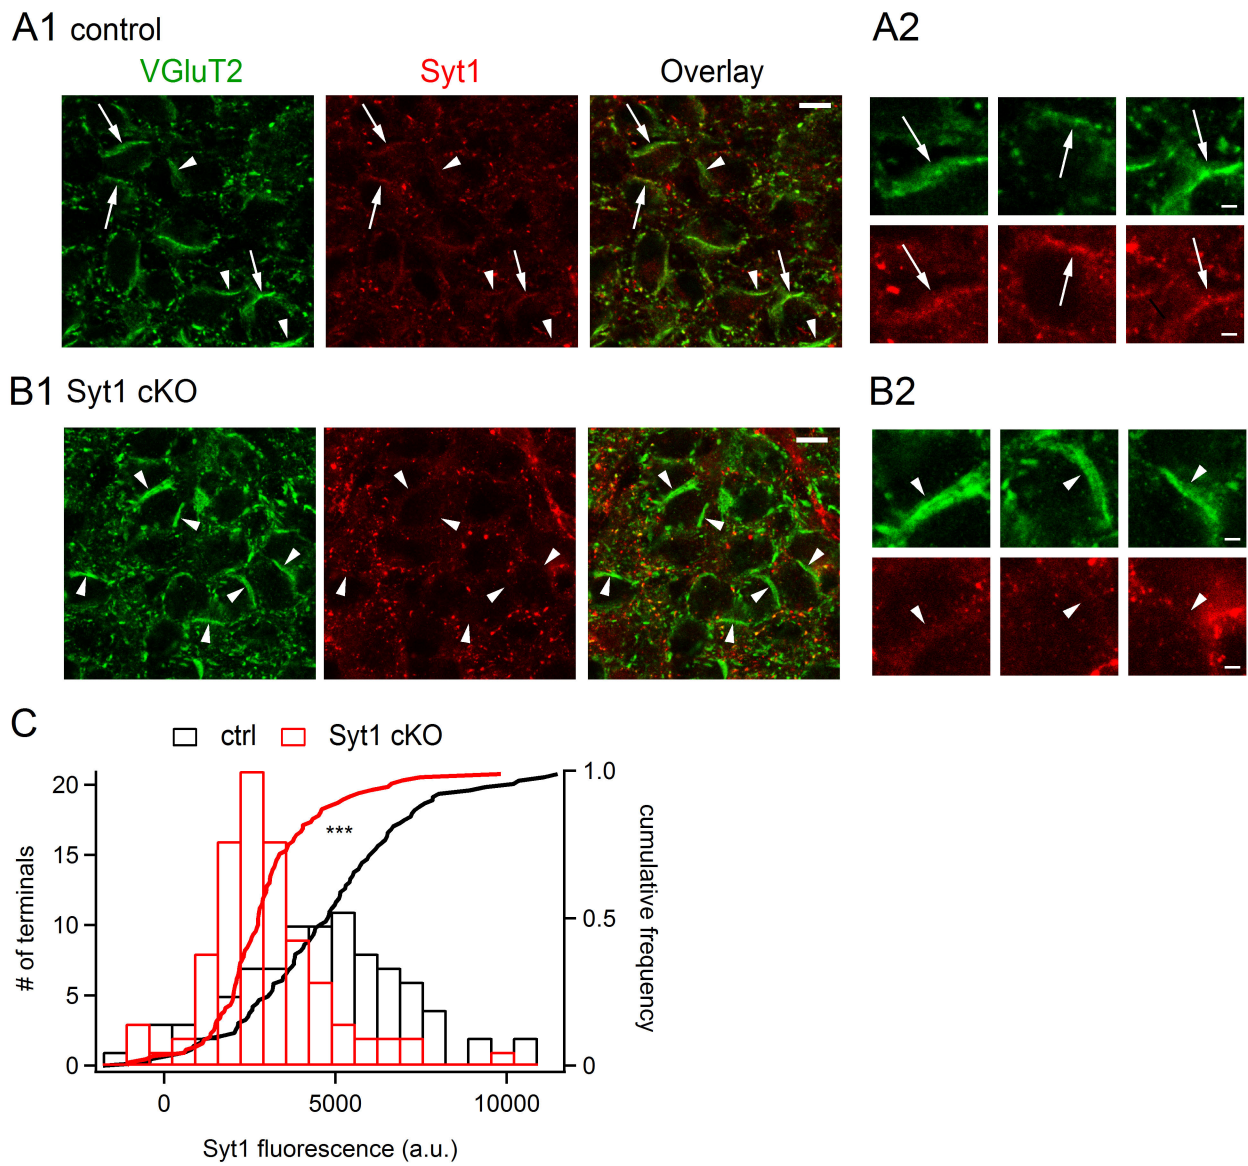 A1 control
A2
VGluT2 Syt1 Overlay
B1 Syt1 cKO
B2
C
ctrl Syt1 cKO
20
15
10
5
0
# of terminals
***
1.0
0.5
0
cumulative frequency
0 5000 10000
Syt1 fluorescence (a.u.)